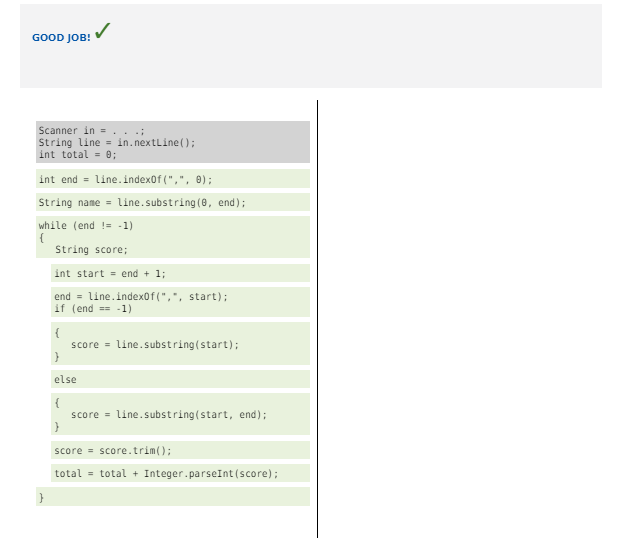 GOOD JOB! ✓
Scanner in = . . .;
String line = in.nextLine();
int total = 0;
int end = line.indexOf(",", 0);
String name = line.substring(0, end);
while (end != -1)
{
   String score;
int start = end + 1;
end = line.indexOf(",", start);
if (end == -1)
{
   score = line.substring(start);
}
else
{
   score = line.substring(start, end);
}
score = score.trim();
total = total + Integer.parseInt(score);
}